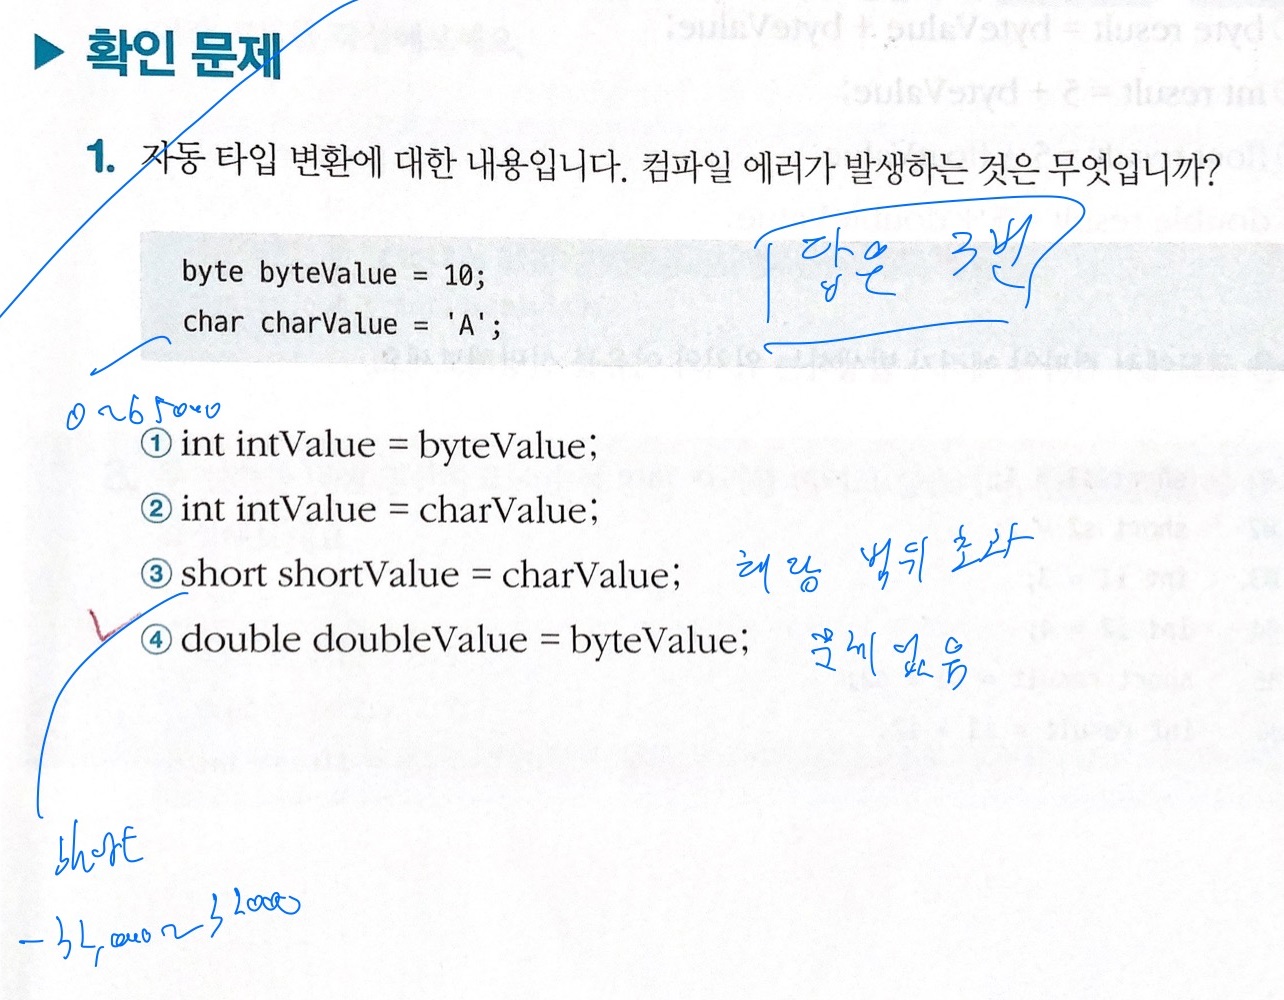 ▶ 확인 문제
1. 자동 타입 변환에 대한 내용입니다. 컴파일 에러가 발생하는 것은 무엇입니까?
답은 3번
byte byteValue = 10;
char charValue = 'A';
0~65000
① int intValue = byteValue;
② int intValue = charValue;
③ short shortValue = charValue; 해당 범위 초과
④ double doubleValue = byteValue; 문제 없음
short
-32,000~32000